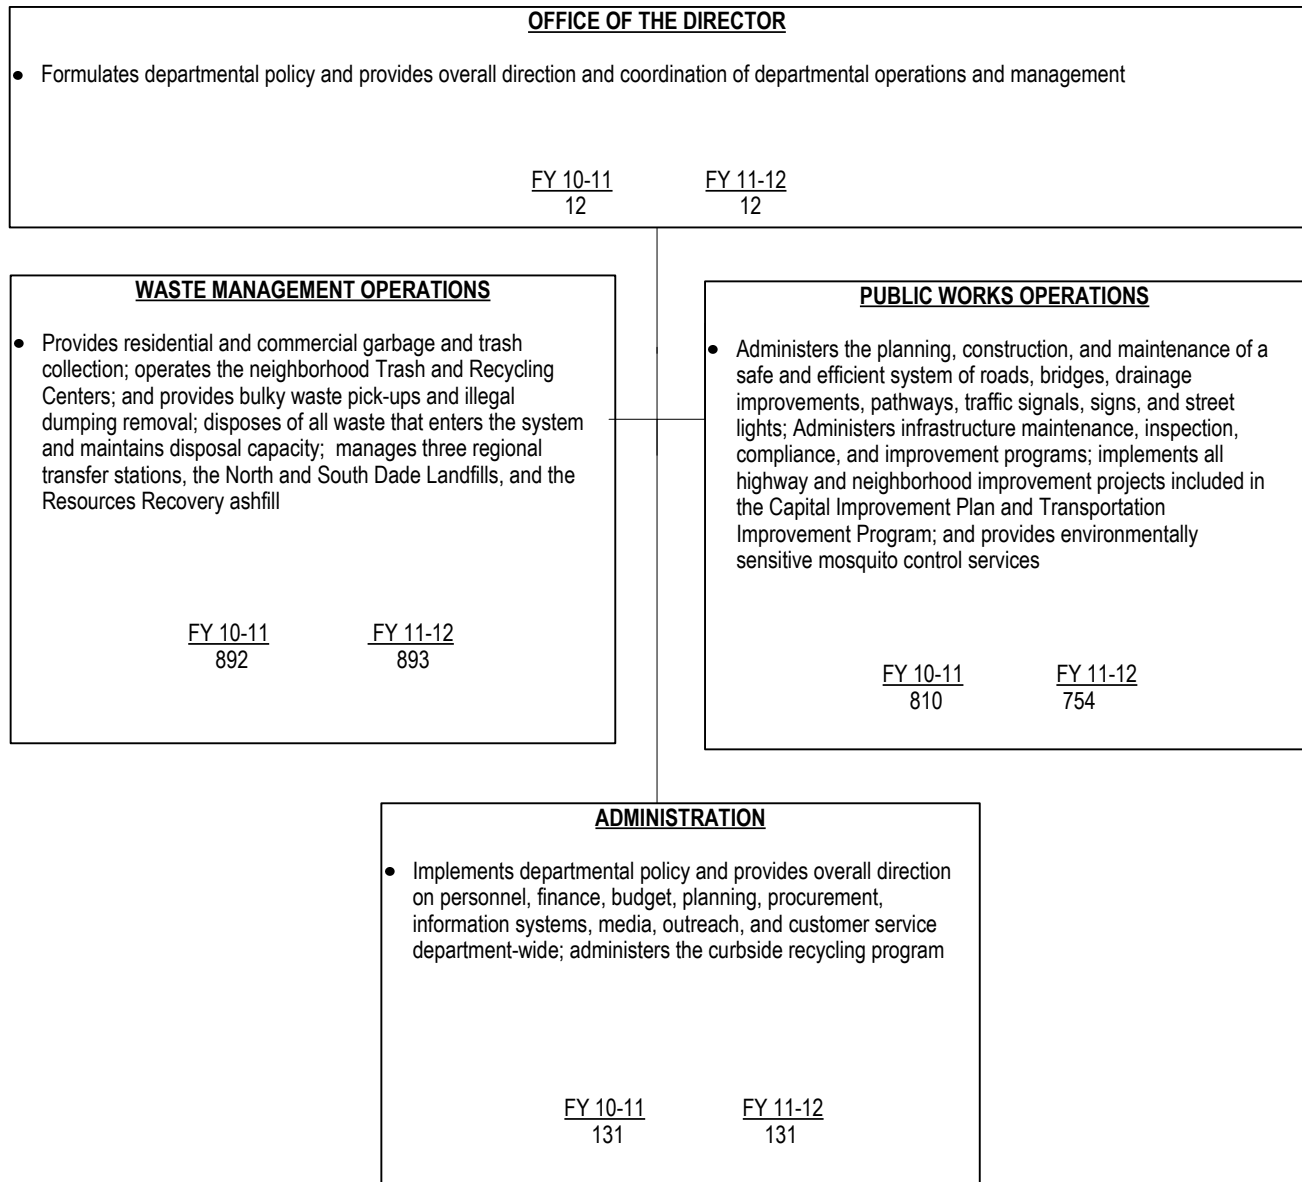 OFFICE OF THE DIRECTOR
• Formulates departmental policy and provides overall direction and coordination of departmental operations and management
FY 10-11 FY 11-12
12 12
WASTE MANAGEMENT OPERATIONS
• Provides residential and commercial garbage and trash
collection; operates the neighborhood Trash and Recycling
Centers; and provides bulky waste pick-ups and illegal
dumping removal; disposes of all waste that enters the system
and maintains disposal capacity; manages three regional
transfer stations, the North and South Dade Landfills, and the
Resources Recovery ashfill
FY 10-11 FY 11-12
892 893
PUBLIC WORKS OPERATIONS
• Administers the planning, construction, and maintenance of a
safe and efficient system of roads, bridges, drainage
improvements, pathways, traffic signals, signs, and street
lights; Administers infrastructure maintenance, inspection,
compliance, and improvement programs; implements all
highway and neighborhood improvement projects included in
the Capital Improvement Plan and Transportation
Improvement Program; and provides environmentally
sensitive mosquito control services
FY 10-11 FY 11-12
810 754
ADMINISTRATION
• Implements departmental policy and provides overall direction
on personnel, finance, budget, planning, procurement,
information systems, media, outreach, and customer service
department-wide; administers the curbside recycling program
FY 10-11 FY 11-12
131 131